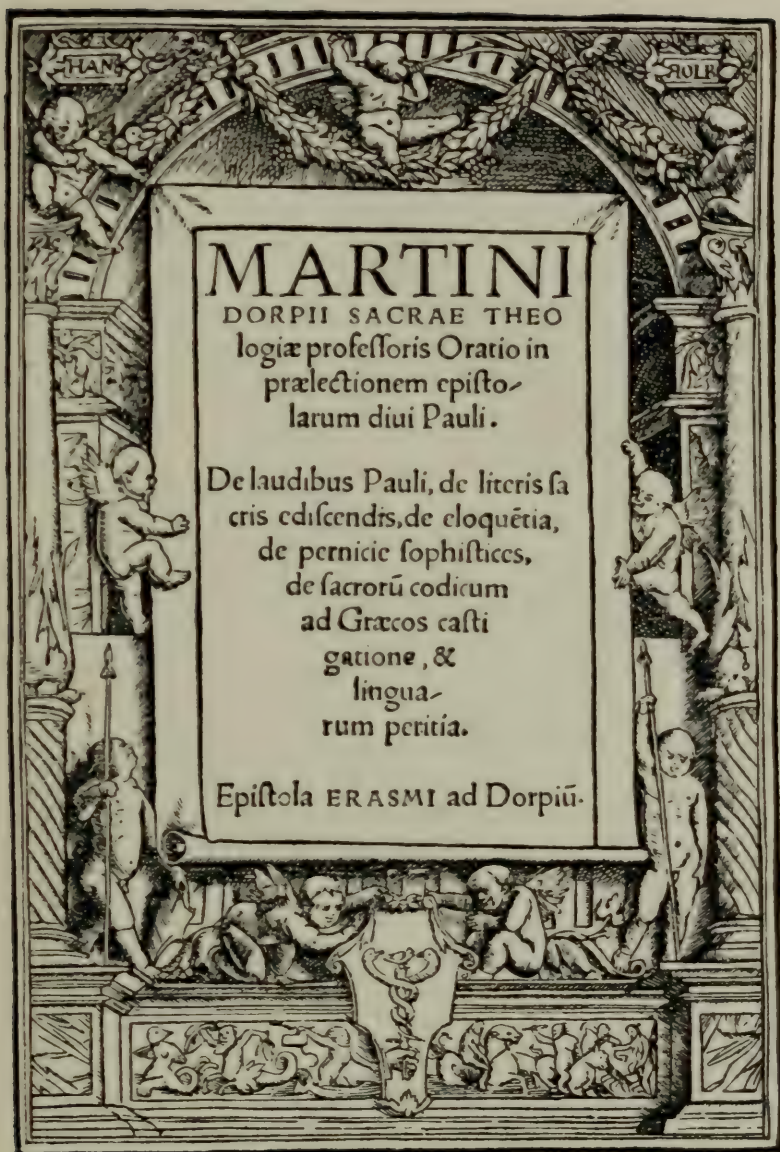 HAN HOLB
MARTINI
DORPII SACRAE THEO
logiæ profeſſoris Oratio in
prælectionem epiſto-
larum diui Pauli.
De laudibus Pauli, de literis ſa
cris ediſcendis, de eloquẽtia,
de pernicie ſophiſtices,
de ſacrorũ codicum
ad Græcos caſti
gatione, &
lingua-
rum peritia.
Epiſtola ERASMI ad Dorpiũ.